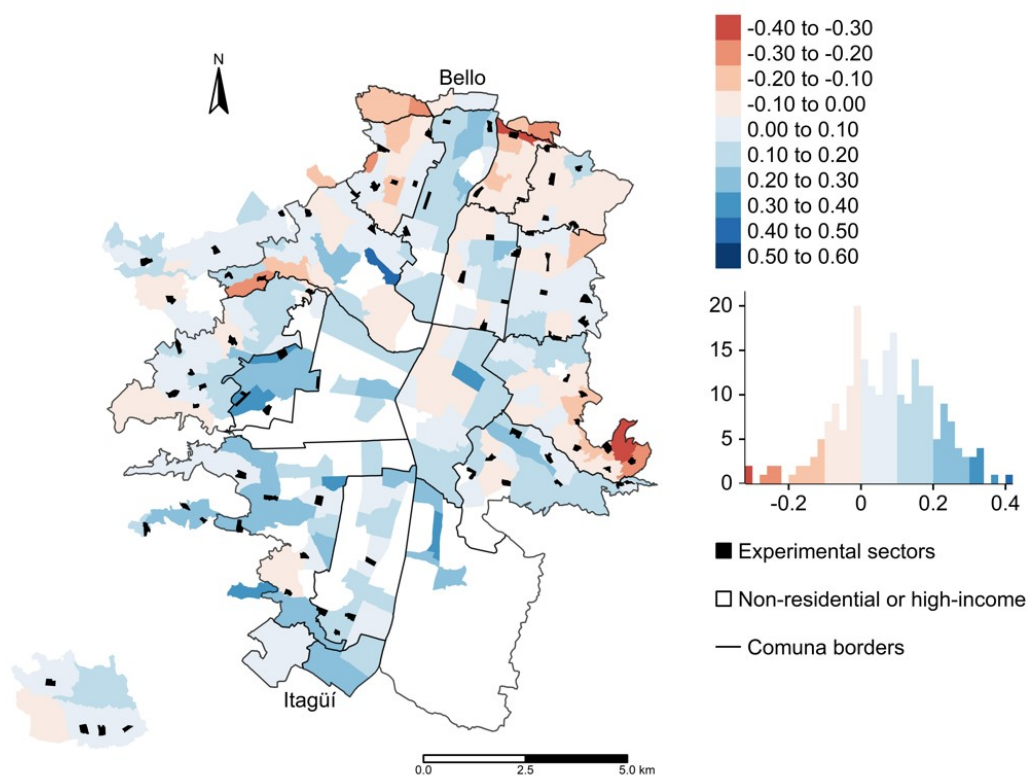 N
Bello
Itagüí
0.0 2.5 5.0 km
-0.40 to -0.30
-0.30 to -0.20
-0.20 to -0.10
-0.10 to 0.00
0.00 to 0.10
0.10 to 0.20
0.20 to 0.30
0.30 to 0.40
0.40 to 0.50
0.50 to 0.60
20
15
10
5
0
-0.2 0 0.2 0.4
Experimental sectors
Non-residential or high-income
Comuna borders